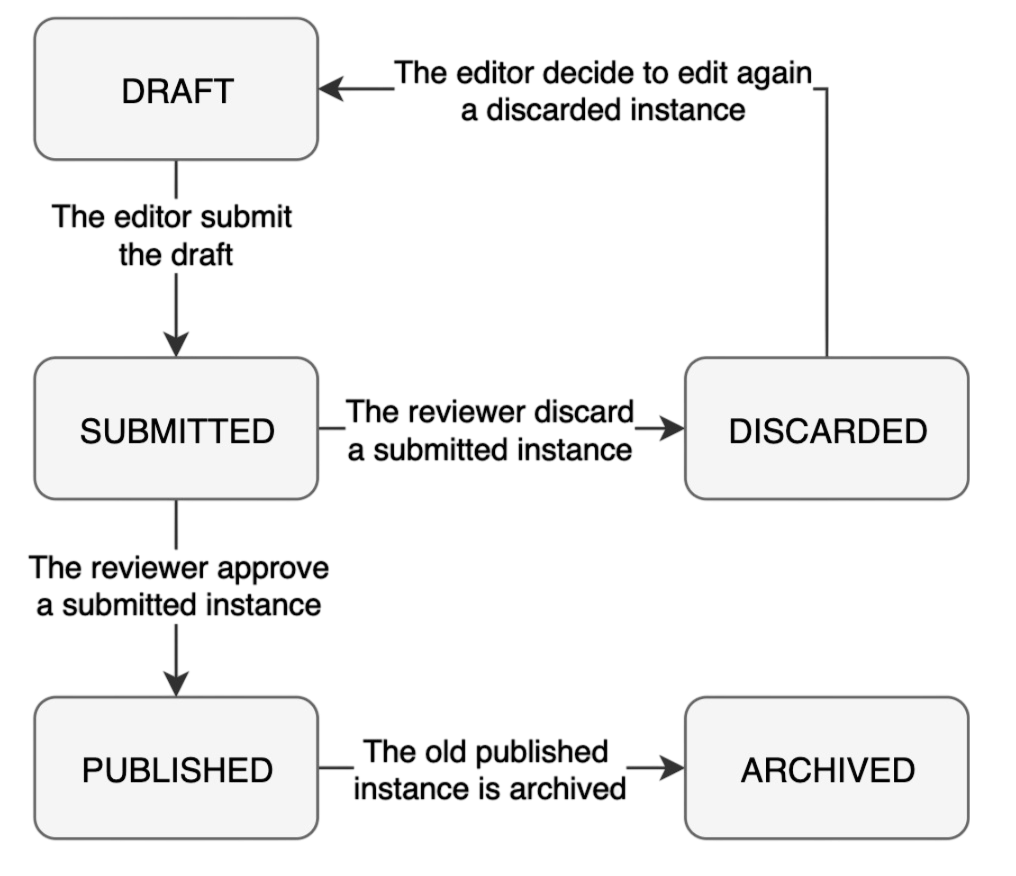 DRAFT
The editor decide to edit again
a discarded instance
The editor submit
the draft
SUBMITTED
The reviewer discard
a submitted instance
DISCARDED
The reviewer approve
a submitted instance
PUBLISHED
The old published
instance is archived
ARCHIVED